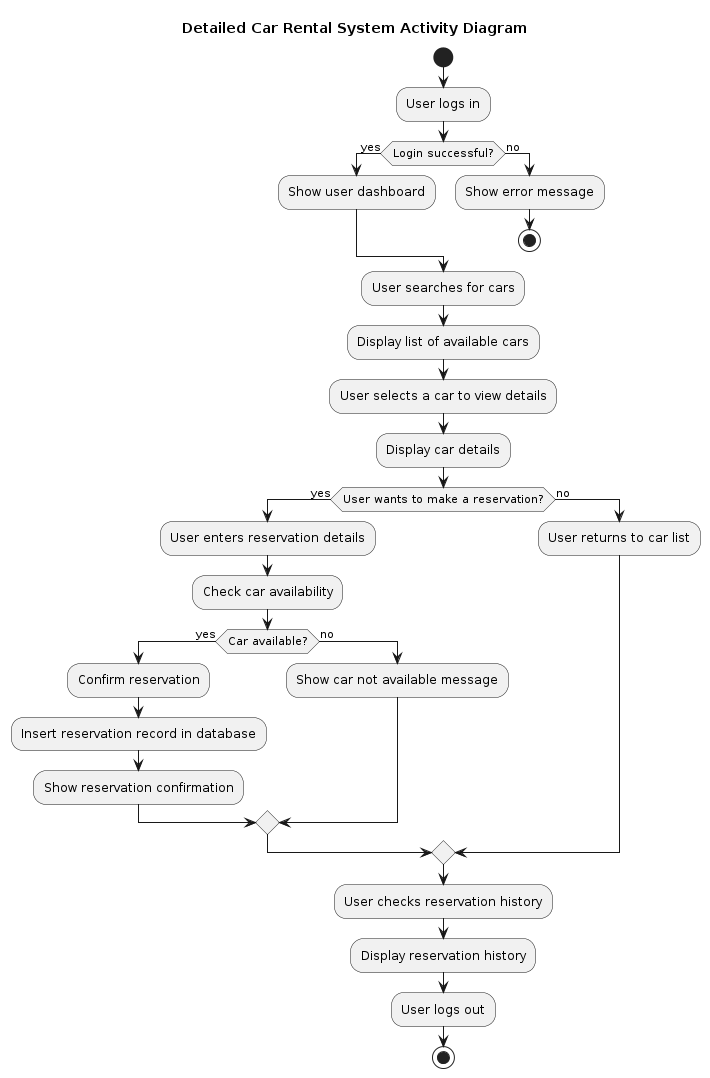 Detailed Car Rental System Activity Diagram
User logs in
yes
Login successful?
no
Show user dashboard
Show error message
User searches for cars
Display list of available cars
User selects a car to view details
Display car details
yes
User wants to make a reservation?
no
User enters reservation details
User returns to car list
Check car availability
yes
Car available?
no
Confirm reservation
Show car not available message
Insert reservation record in database
Show reservation confirmation
User checks reservation history
Display reservation history
User logs out